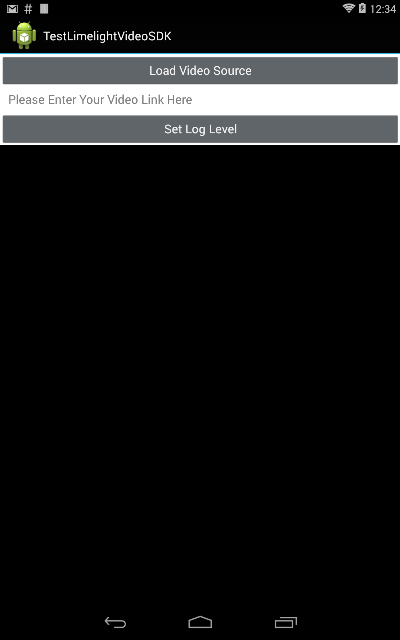 # 12:34
TestLimelightVideoSDK
Load Video Source
Please Enter Your Video Link Here
Set Log Level